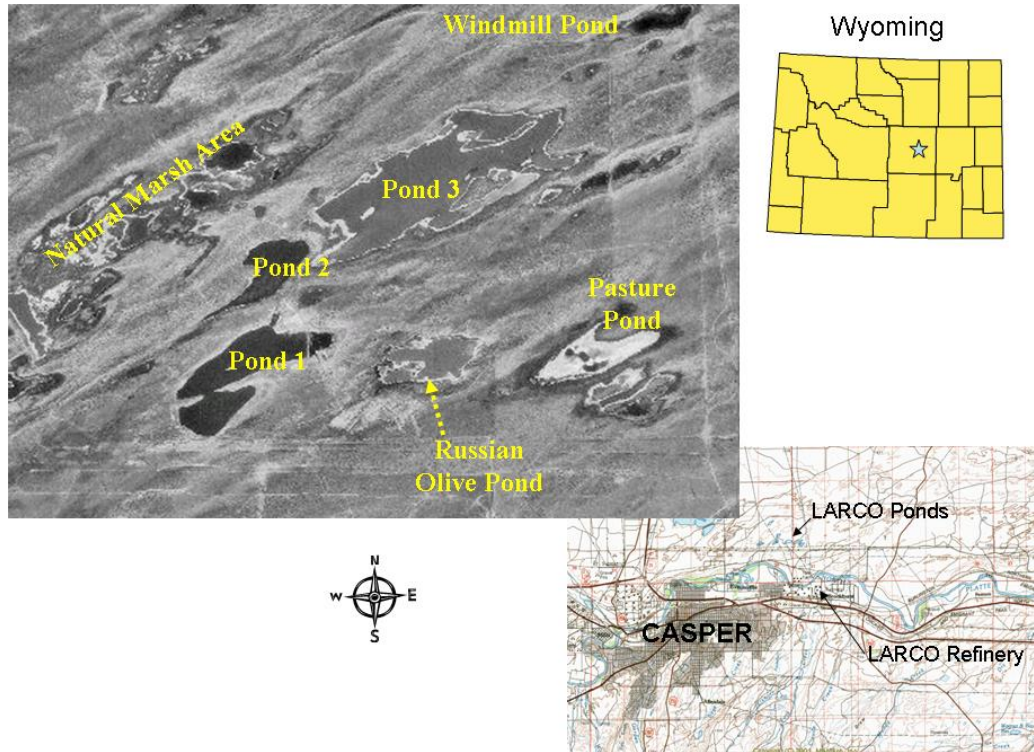 Windmill Pond
Natural Marsh Area
Pond 3
Pond 2
Pasture
Pond
Pond 1
Russian
Olive Pond
Wyoming
N
W E
S
LARCO Ponds
CASPER
LARCO Refinery
PLATTE